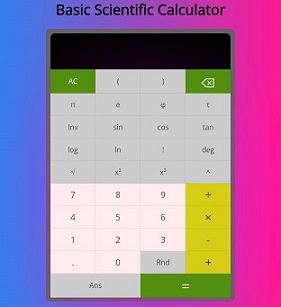 Basic Scientific Calculator
AC ( )
π e φ τ
Inv sin cos tan
log ln ! deg
√ x² x³ ^
7 8 9 ÷
4 5 6 ×
1 2 3 -
. 0 Rnd +
Ans =